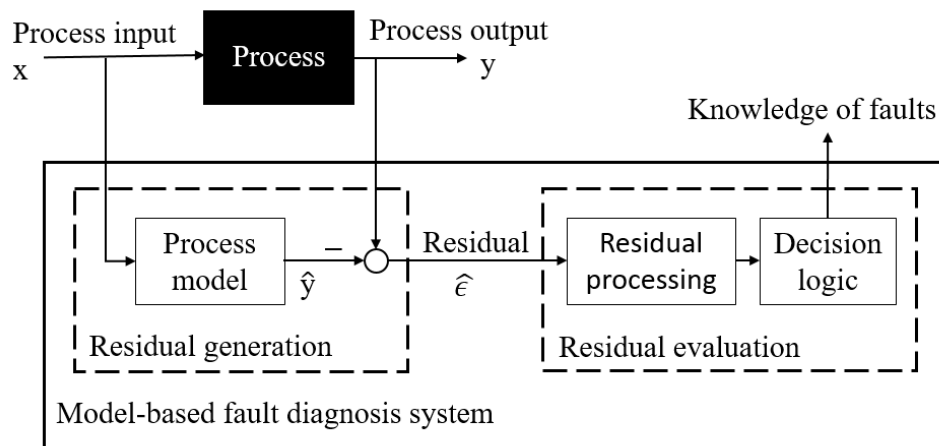 Process input
x
Process
Process output
y
Knowledge of faults
Process
model
−
ŷ
Residual
ϵ̂
Residual
processing
Decision
logic
Residual generation
Residual evaluation
Model-based fault diagnosis system